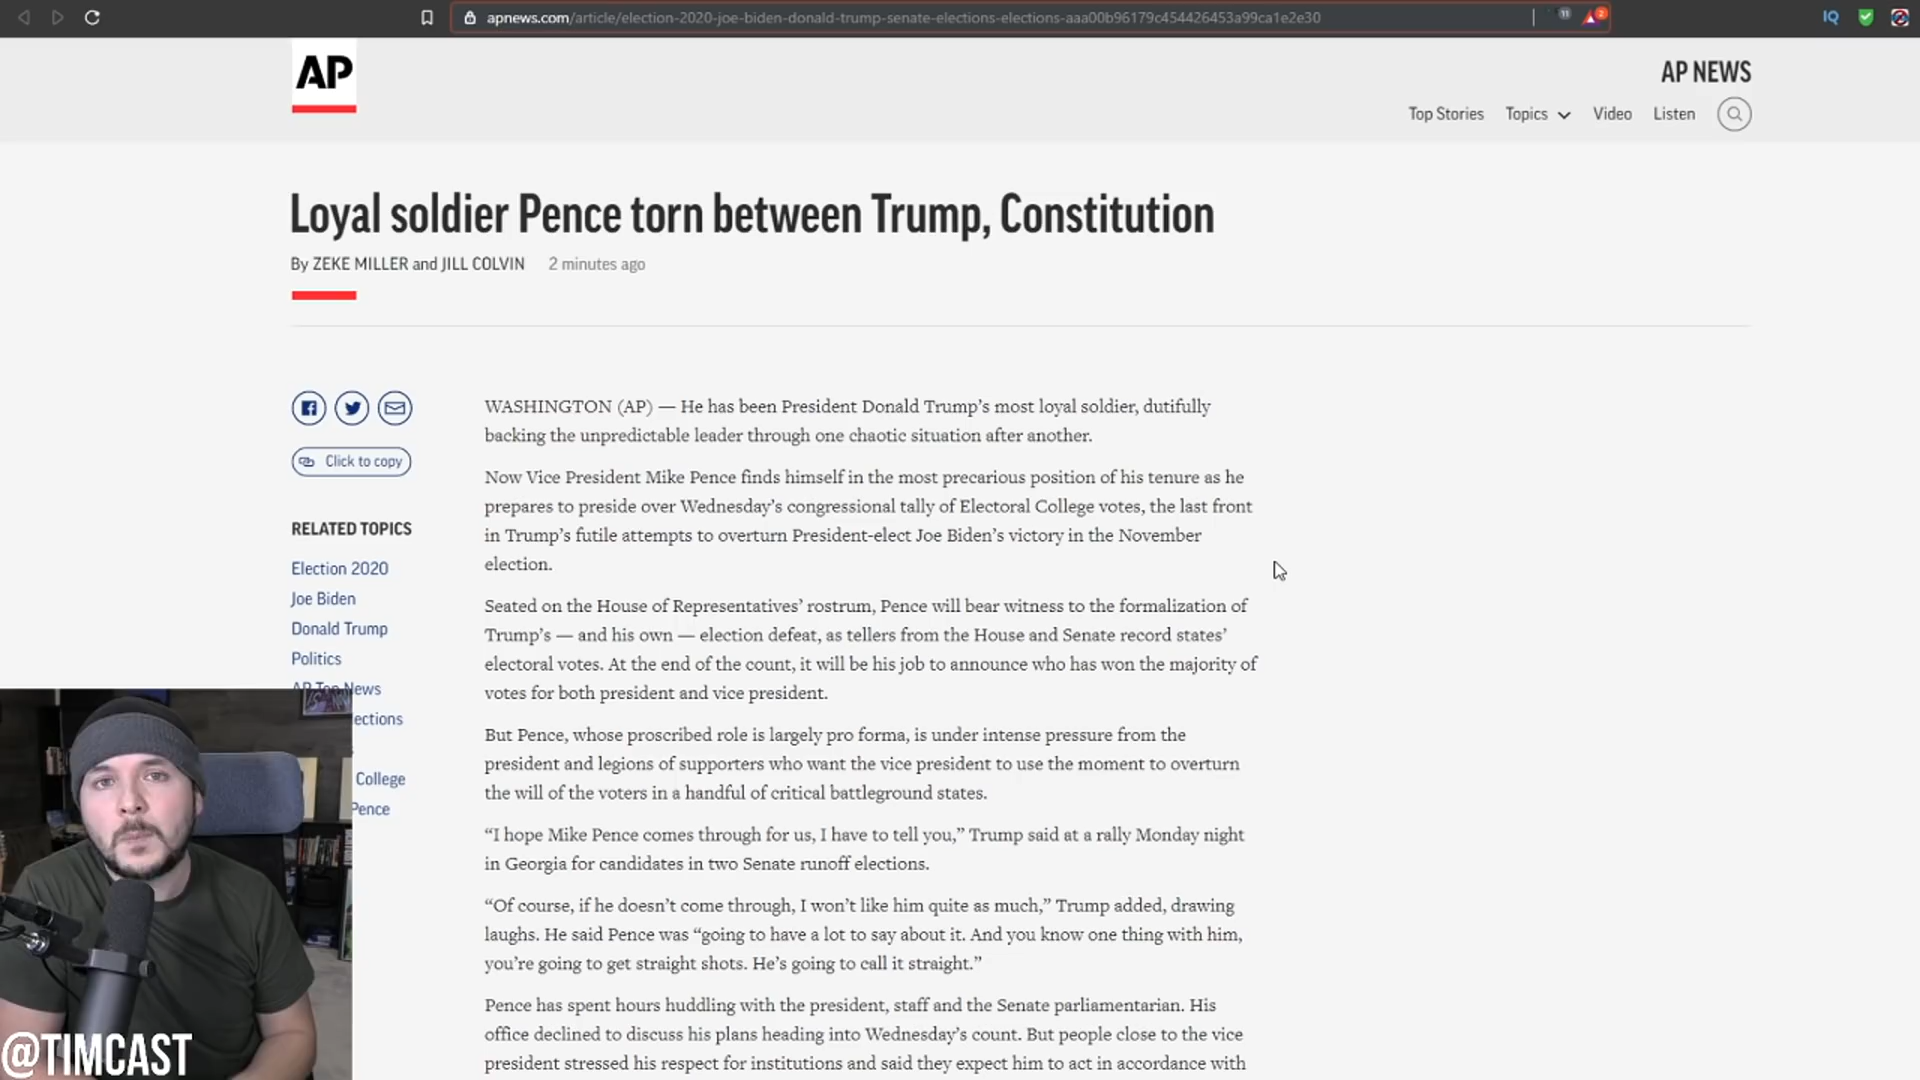 apnews.com/article/election-2020-joe-biden-donald-trump-senate-elections-elections-aaa00b96179c454426453a99ca1e2e30
11
2
IQ
AP
AP NEWS
Top Stories Topics Video Listen
Loyal soldier Pence torn between Trump, Constitution
By ZEKE MILLER and JILL COLVIN 2 minutes ago
Click to copy
RELATED TOPICS
Election 2020
Joe Biden
Donald Trump
Politics
AP Top News
lections
College
Pence
WASHINGTON (AP) — He has been President Donald Trump’s most loyal soldier, dutifully
backing the unpredictable leader through one chaotic situation after another.
Now Vice President Mike Pence finds himself in the most precarious position of his tenure as he
prepares to preside over Wednesday’s congressional tally of Electoral College votes, the last front
in Trump’s futile attempts to overturn President-elect Joe Biden’s victory in the November
election.
Seated on the House of Representatives’ rostrum, Pence will bear witness to the formalization of
Trump’s — and his own — election defeat, as tellers from the House and Senate record states’
electoral votes. At the end of the count, it will be his job to announce who has won the majority of
votes for both president and vice president.
But Pence, whose proscribed role is largely pro forma, is under intense pressure from the
president and legions of supporters who want the vice president to use the moment to overturn
the will of the voters in a handful of critical battleground states.
“I hope Mike Pence comes through for us, I have to tell you,” Trump said at a rally Monday night
in Georgia for candidates in two Senate runoff elections.
“Of course, if he doesn’t come through, I won’t like him quite as much,” Trump added, drawing
laughs. He said Pence was “going to have a lot to say about it. And you know one thing with him,
you’re going to get straight shots. He’s going to call it straight.”
Pence has spent hours huddling with the president, staff and the Senate parliamentarian. His
office declined to discuss his plans heading into Wednesday’s count. But people close to the vice
president stressed his respect for institutions and said they expect him to act in accordance with
@TIMCAST